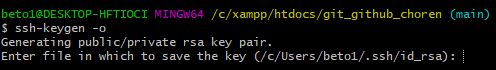 beto1@DESKTOP-HFTIOCI MINGW64 /c/xampp/htdocs/git_github_choren (main)
$ ssh-keygen -o
Generating public/private rsa key pair.
Enter file in which to save the key (/c/Users/beto1/.ssh/id_rsa):